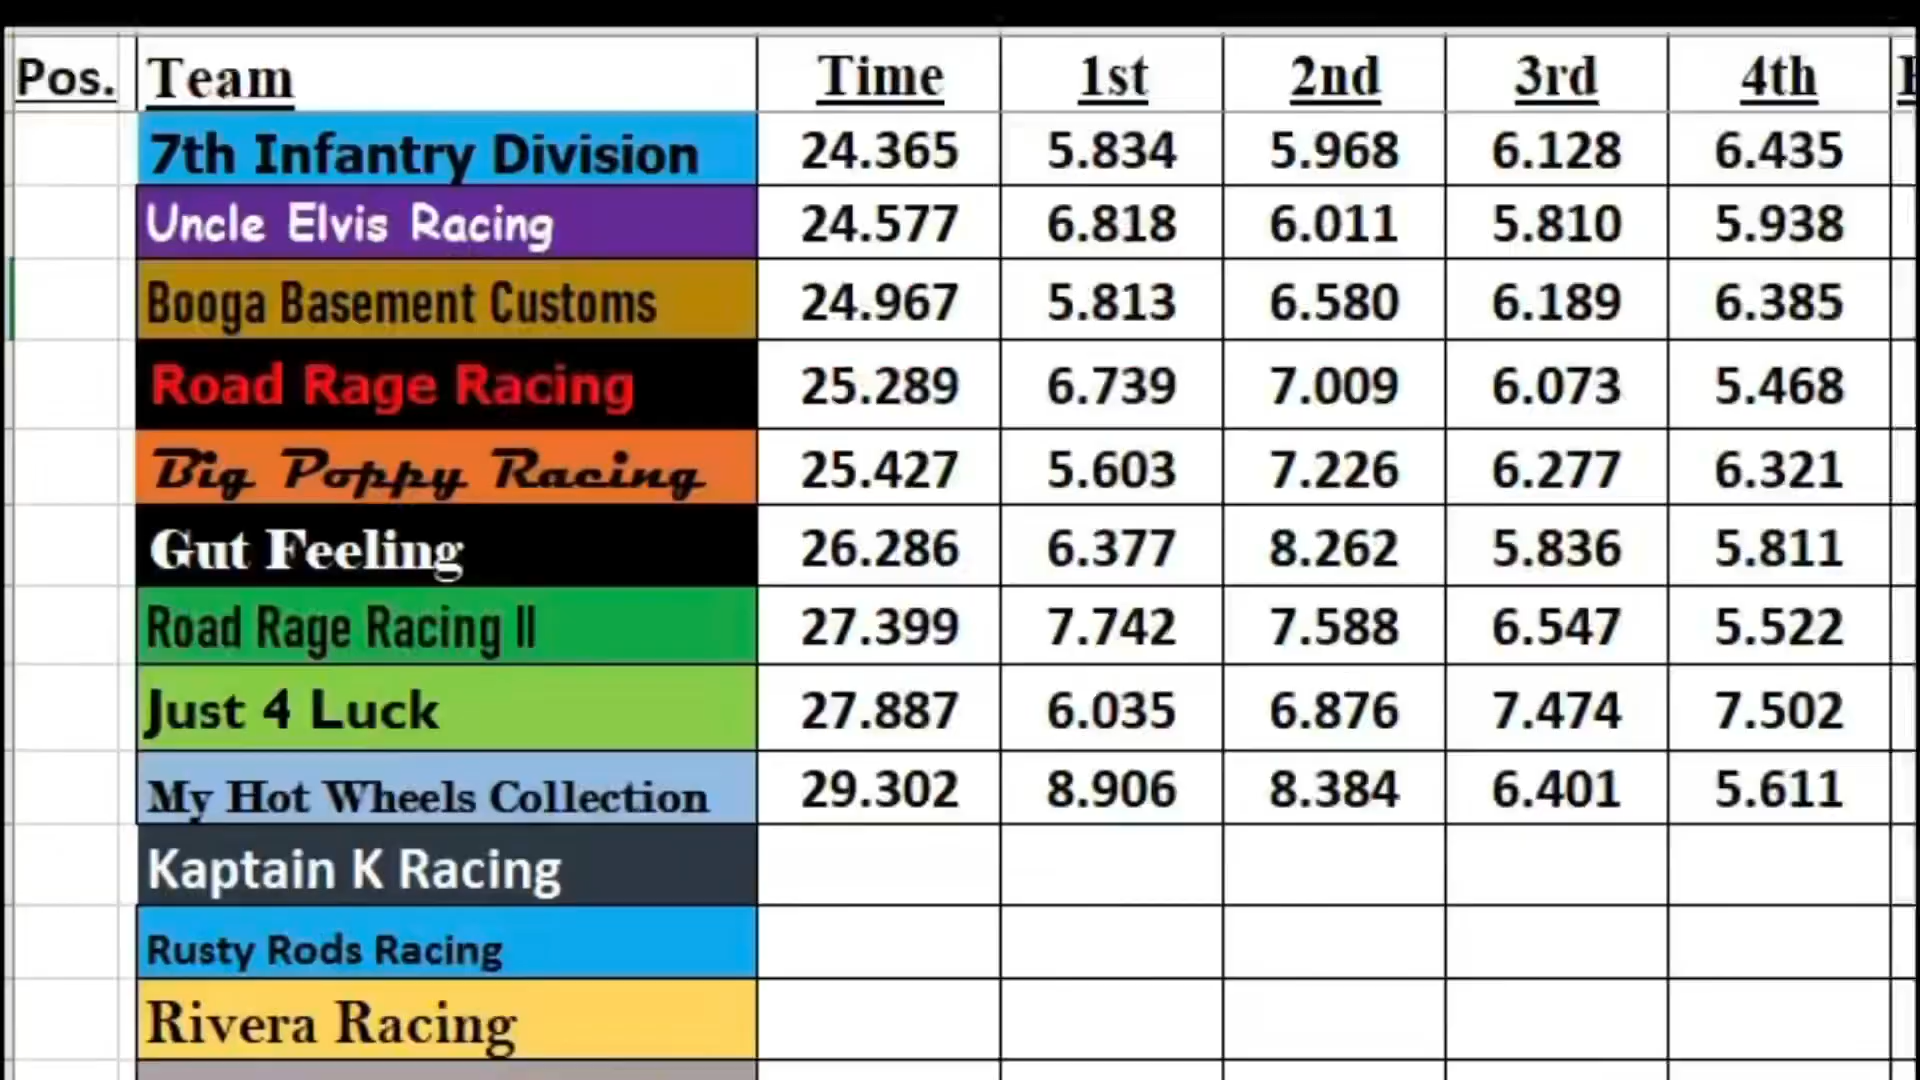 Pos. Team Time 1st 2nd 3rd 4th
7th Infantry Division 24.365 5.834 5.968 6.128 6.435
Uncle Elvis Racing 24.577 6.818 6.011 5.810 5.938
Booga Basement Customs 24.967 5.813 6.580 6.189 6.385
Road Rage Racing 25.289 6.739 7.009 6.073 5.468
Big Poppy Racing 25.427 5.603 7.226 6.277 6.321
Gut Feeling 26.286 6.377 8.262 5.836 5.811
Road Rage Racing II 27.399 7.742 7.588 6.547 5.522
Just 4 Luck 27.887 6.035 6.876 7.474 7.502
My Hot Wheels Collection 29.302 8.906 8.384 6.401 5.611
Kaptain K Racing
Rusty Rods Racing
Rivera Racing